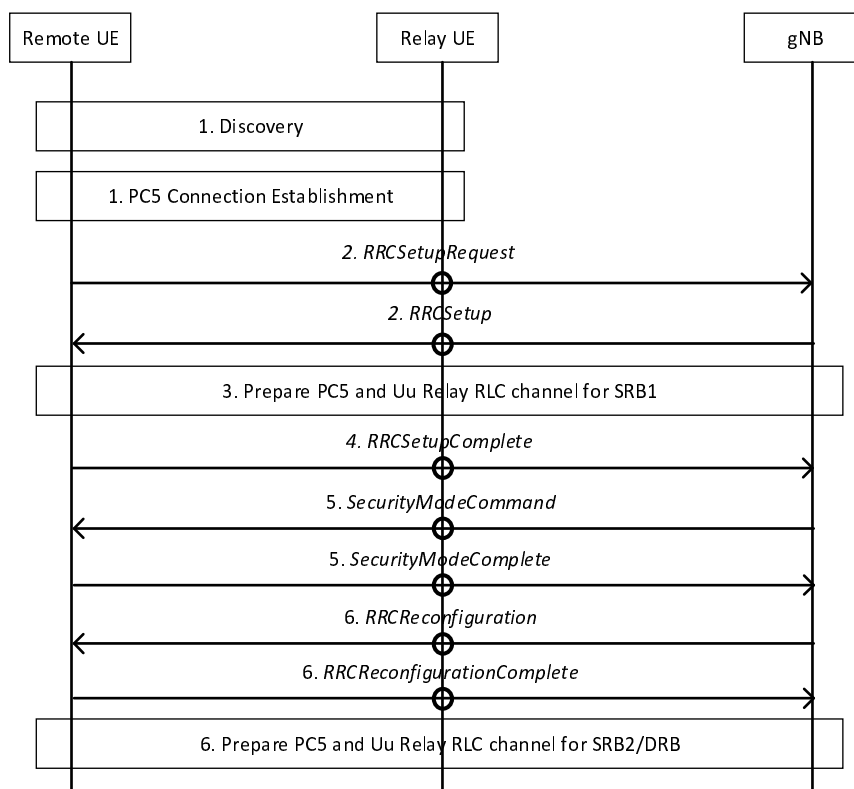 Remote UE
Relay UE
gNB
1. Discovery
1. PC5 Connection Establishment
2. RRCSetupRequest
2. RRCSetup
3. Prepare PC5 and Uu Relay RLC channel for SRB1
4. RRCSetupComplete
5. SecurityModeCommand
5. SecurityModeComplete
6. RRCReconfiguration
6. RRCReconfigurationComplete
6. Prepare PC5 and Uu Relay RLC channel for SRB2/DRB